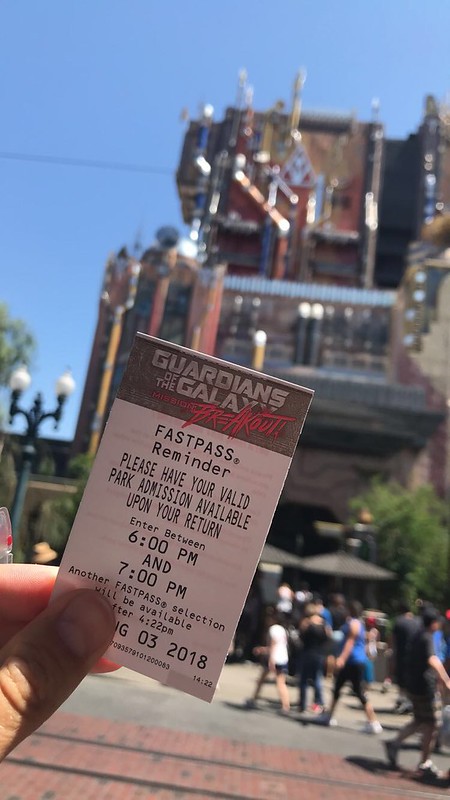 GUARDIANS
OF THE GALAXY
MISSION: BREAKOUT!
FASTPASS®
Reminder
PLEASE HAVE YOUR VALID
PARK ADMISSION AVAILABLE
UPON YOUR RETURN
Enter Between
6:00 PM
AND
7:00 PM
Another FASTPASS® selection
will be available
after 4:22pm
UG 03 2018
14:22